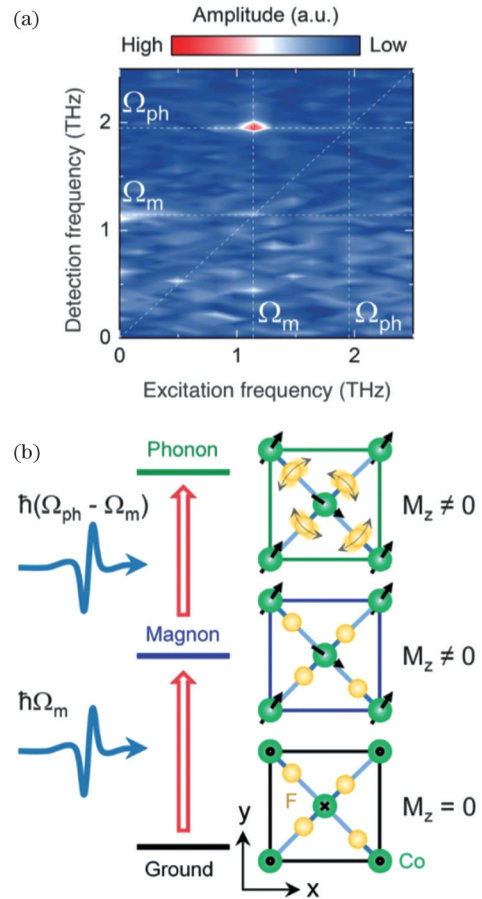 (a)
Amplitude (a.u.)
High Low
Detection frequency (THz)
2
1
0
Ωph
Ωm
Ωm Ωph
0 1 2
Excitation frequency (THz)
(b)
Phonon
ħ(Ωph - Ωm)
Mz ≠ 0
Magnon
Mz ≠ 0
ħΩm
F
Mz = 0
y
Ground
x
Co